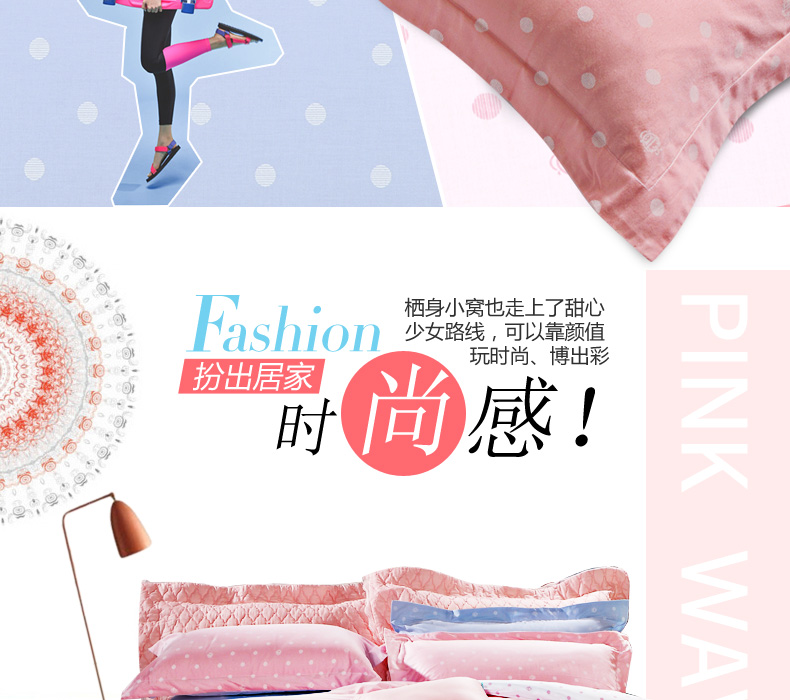 Fashion
扮出居家
时尚感！
栖身小窝也走上了甜心
少女路线，可以靠颜值
玩时尚、博出彩
PINK WA